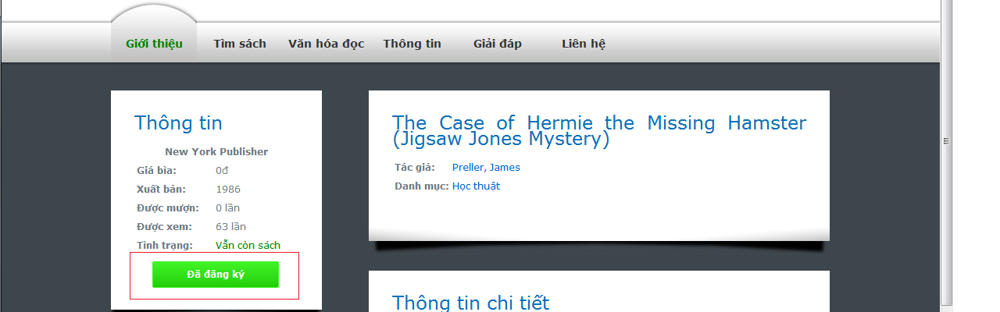 Giới thiệu Tìm sách Văn hóa đọc Thông tin Giải đáp Liên hệ
Thông tin
New York Publisher
Giá bìa: 0đ
Xuất bản: 1986
Được mượn: 0 lần
Được xem: 63 lần
Tình trạng: Vẫn còn sách
Đã đăng ký
The Case of Hermie the Missing Hamster
(Jigsaw Jones Mystery)
Tác giả: Preller, James
Danh mục: Học thuật
Thông tin chi tiết